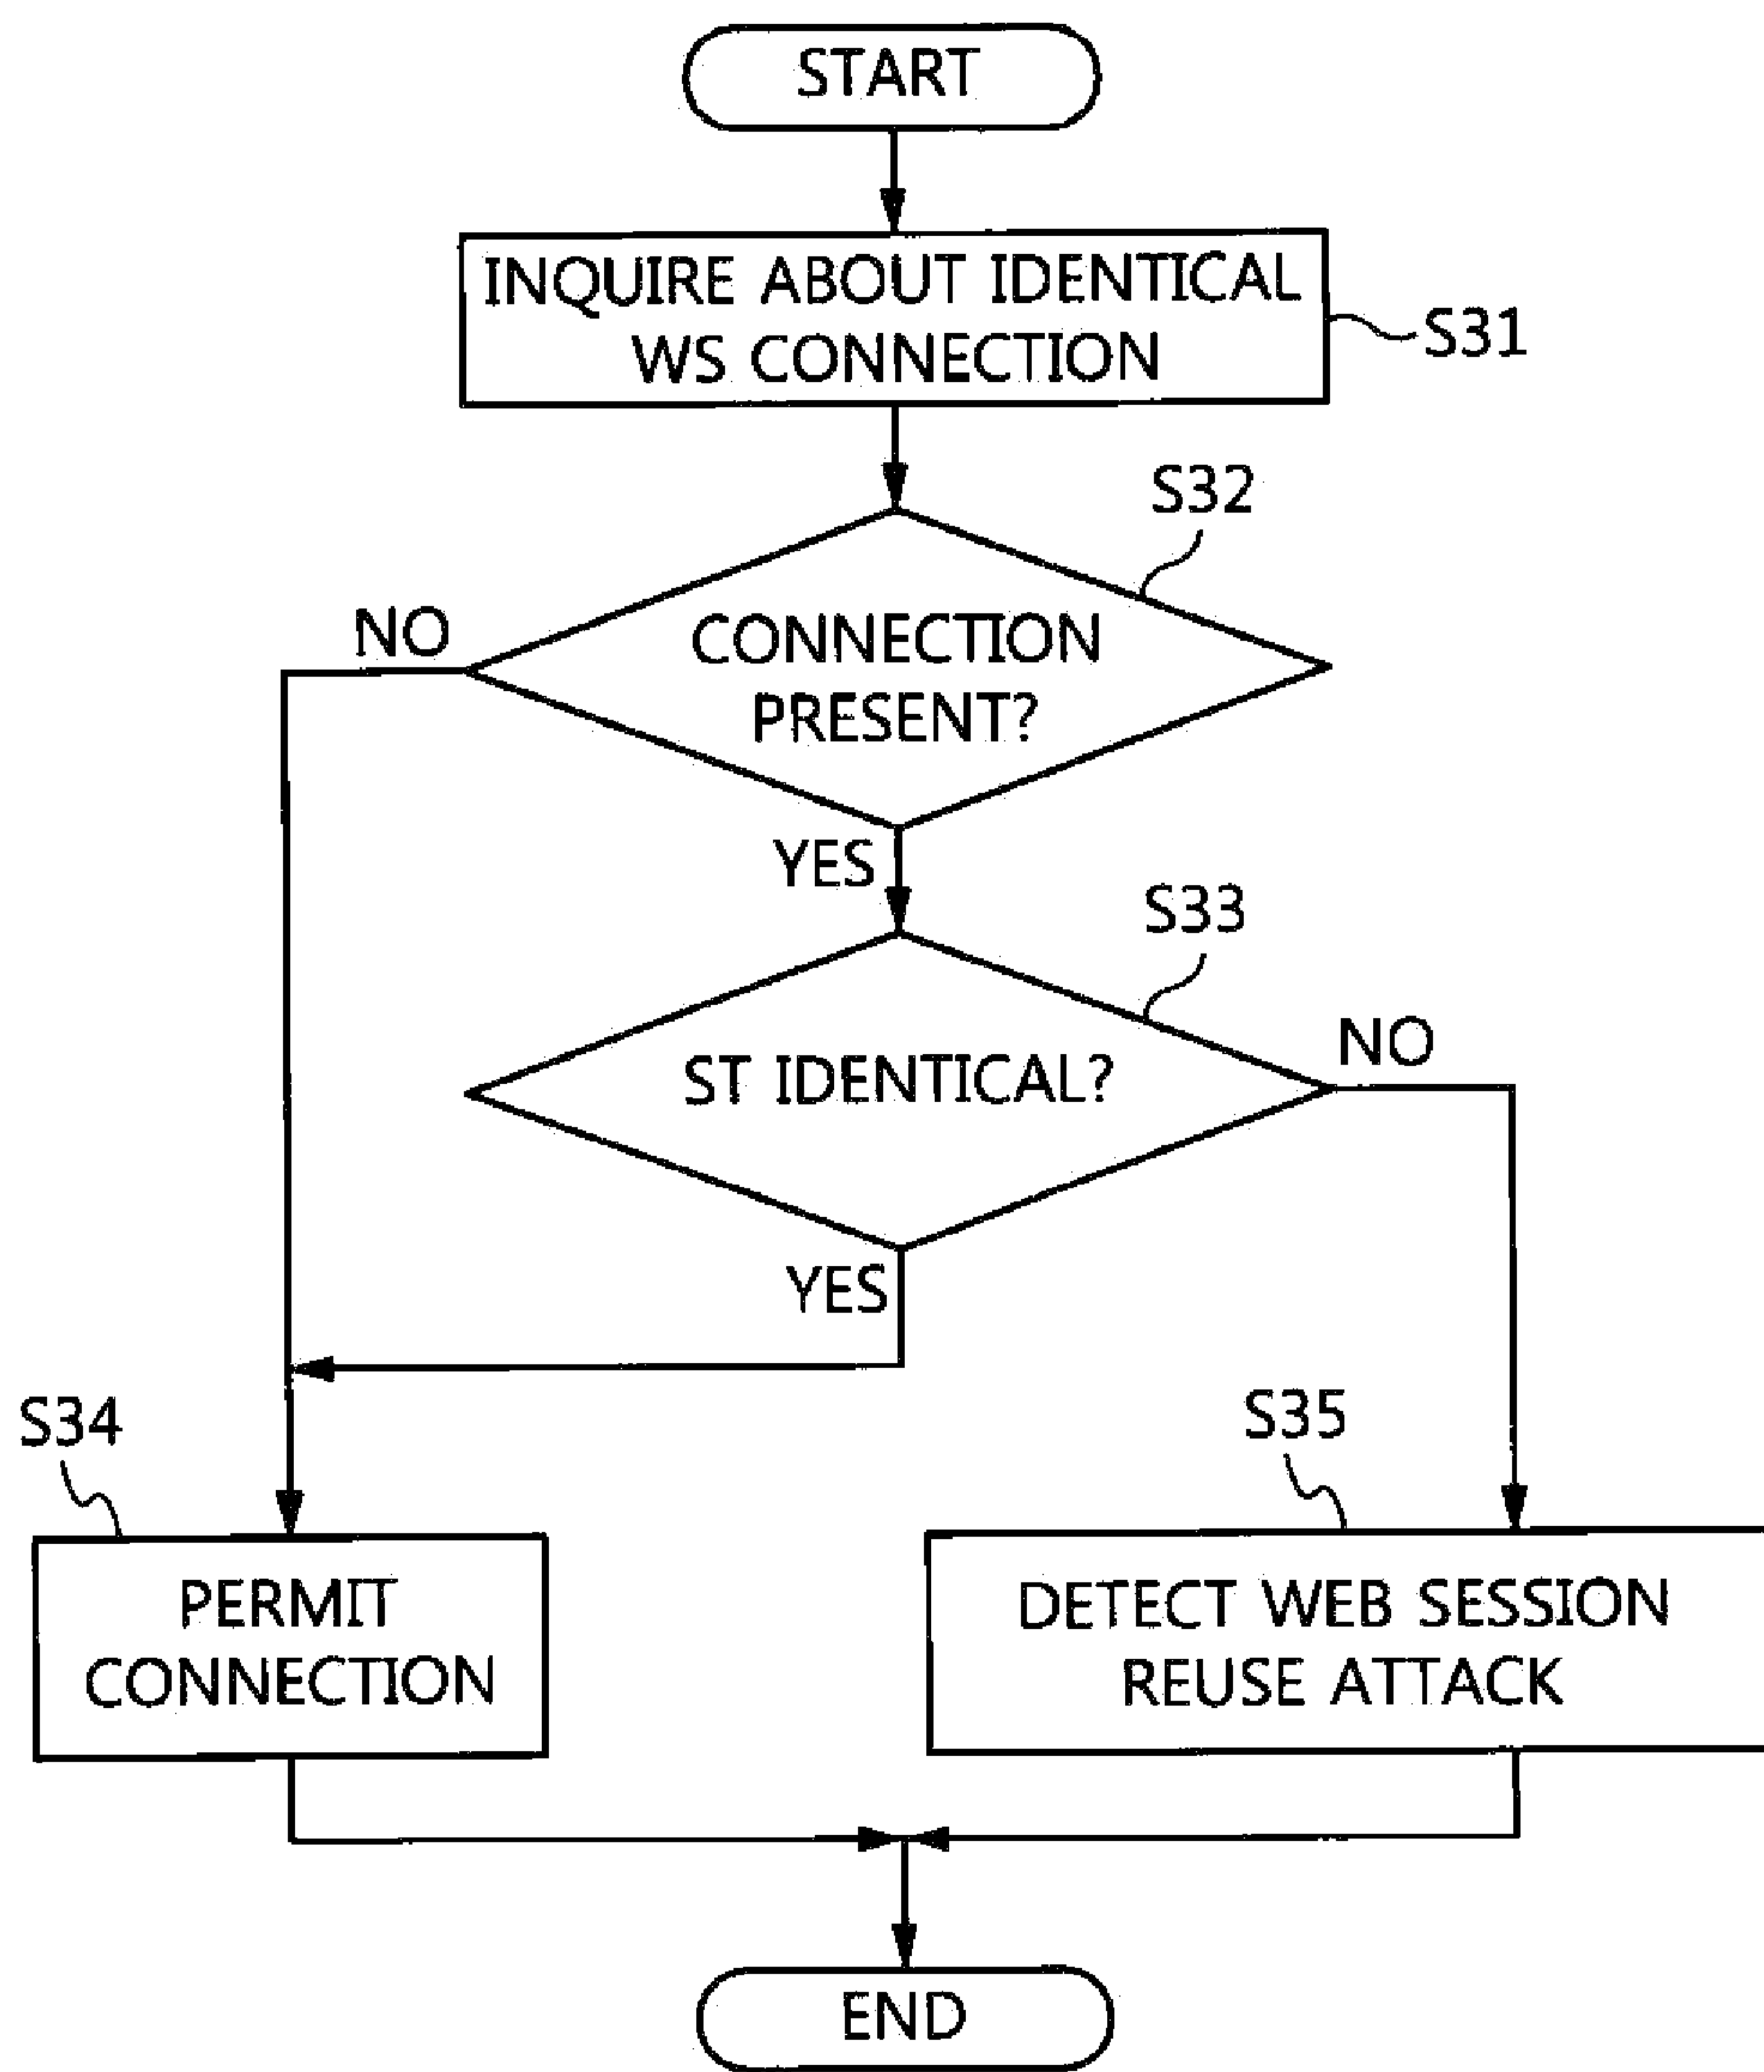 START
INQUIRE ABOUT IDENTICAL
WS CONNECTION
S31
S32
NO
CONNECTION
PRESENT?
YES
S33
NO
ST IDENTICAL?
YES
S34
S35
PERMIT
CONNECTION
DETECT WEB SESSION
REUSE ATTACK
END